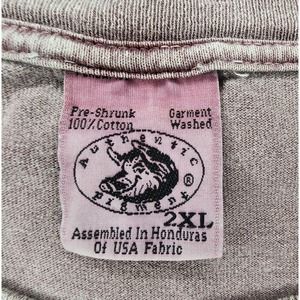 Pre-Shrunk Garment
100% Cotton Washed
Authentic
Pigment ®
2XL
Assembled In Honduras
Of USA Fabric